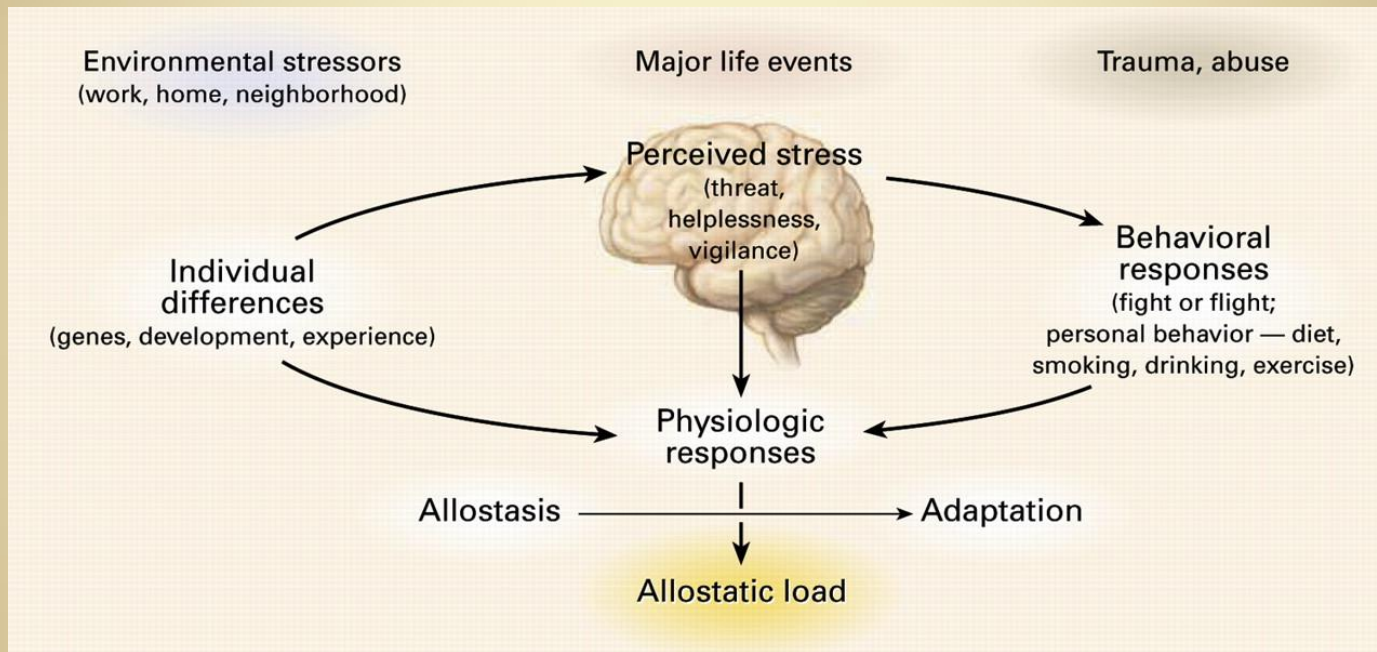 Environmental stressors
(work, home, neighborhood)
Major life events
Trauma, abuse
Perceived stress
(threat,
helplessness,
vigilance)
Individual
differences
(genes, development, experience)
Behavioral
responses
(fight or flight;
personal behavior — diet,
smoking, drinking, exercise)
Physiologic
responses
Allostasis
Adaptation
Allostatic load